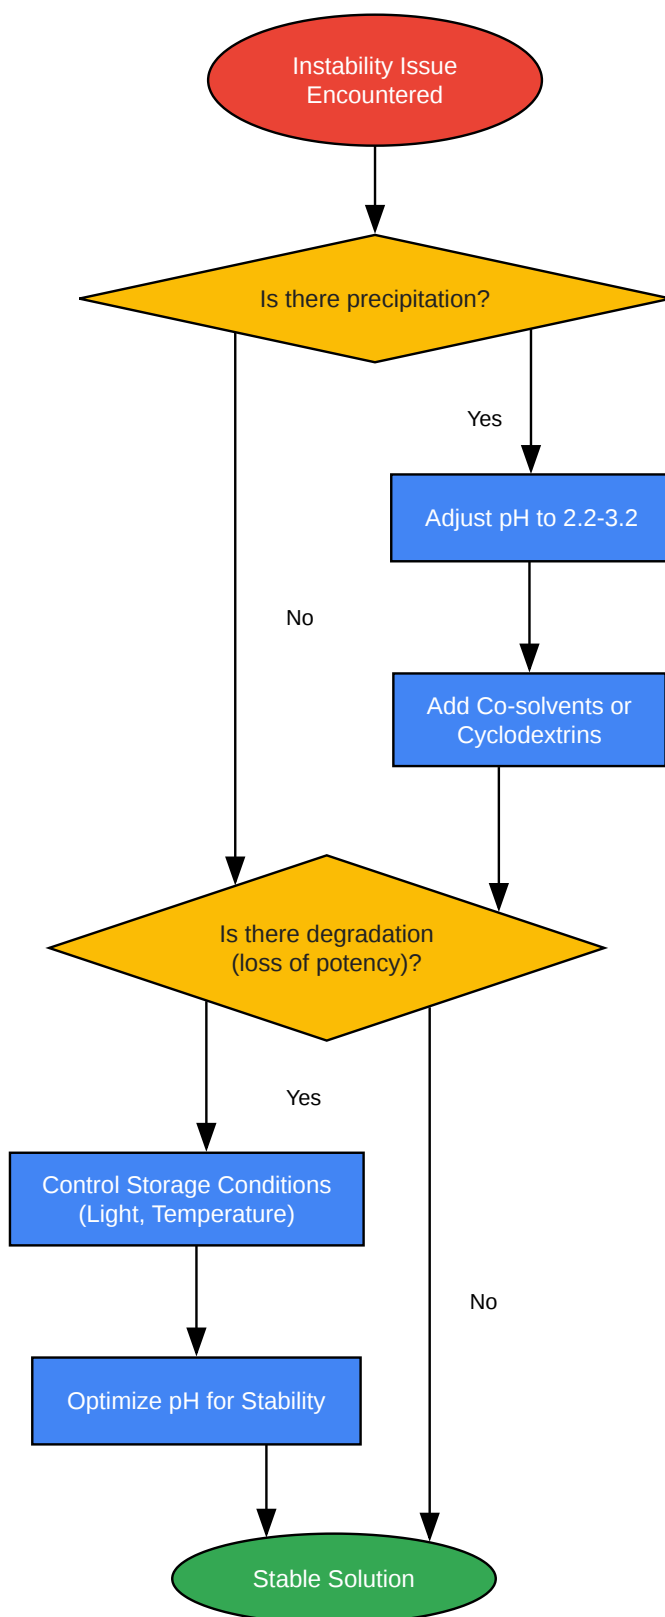 Instability Issue
Encountered
Is there precipitation?
Yes
Adjust pH to 2.2-3.2
No
Add Co-solvents or
Cyclodextrins
Is there degradation
(loss of potency)?
Yes
Control Storage Conditions
(Light, Temperature)
No
Optimize pH for Stability
Stable Solution